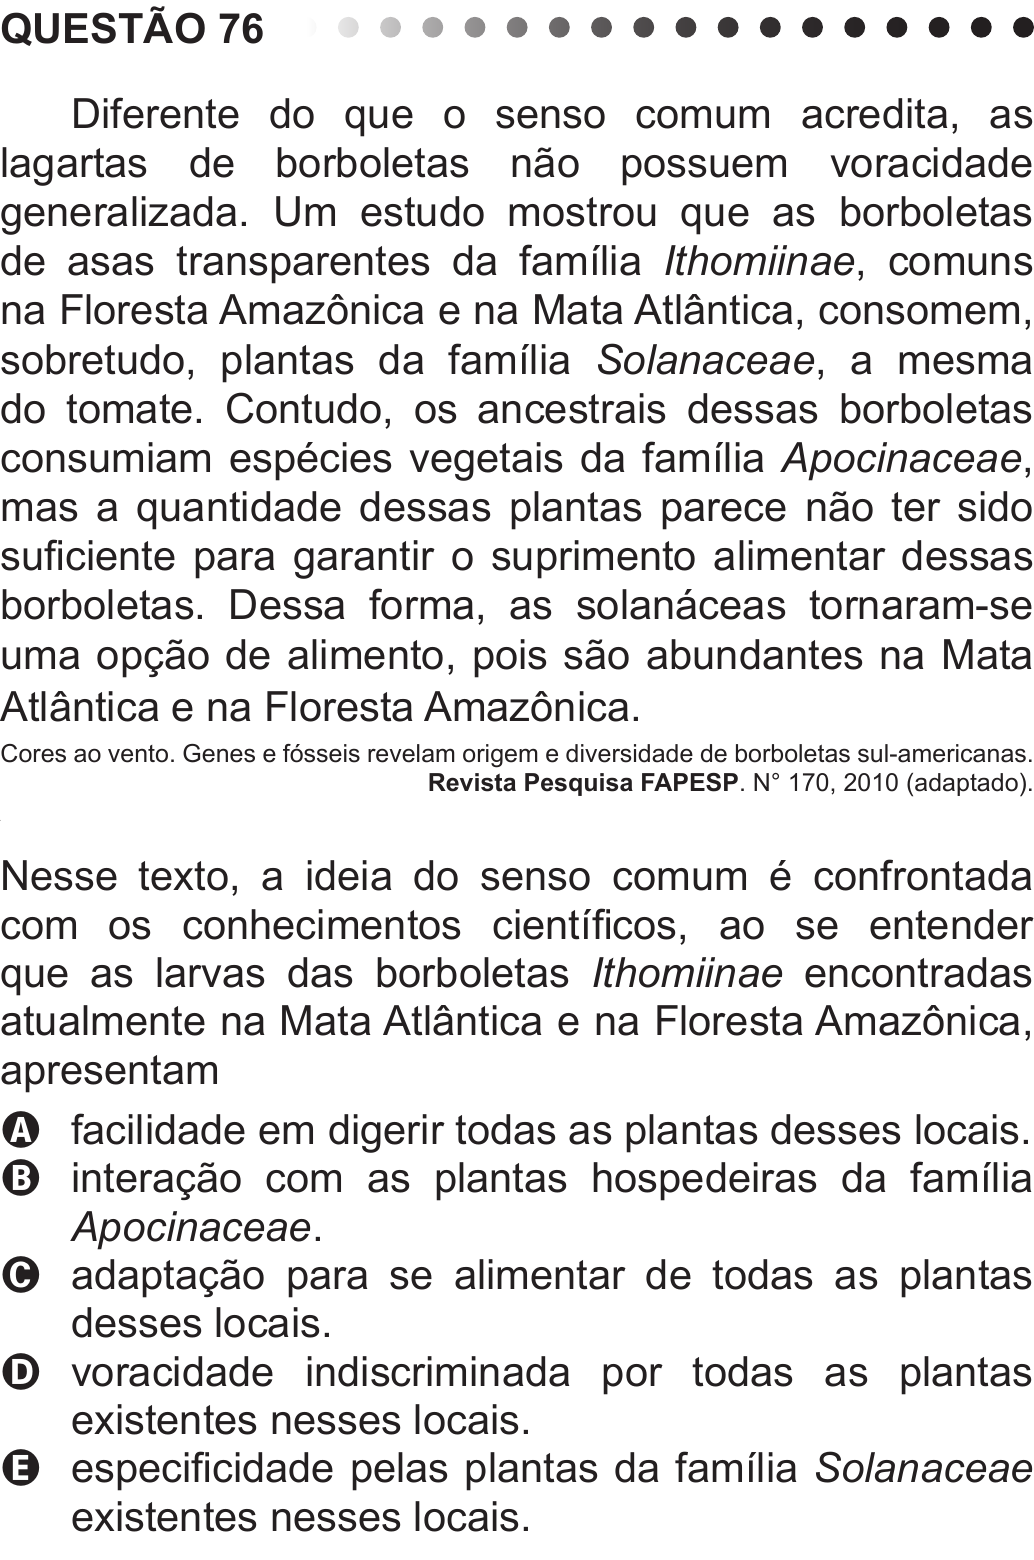 QUESTÃO 76
Diferente do que o senso comum acredita, as
lagartas de borboletas não possuem voracidade
generalizada. Um estudo mostrou que as borboletas
de asas transparentes da família Ithomiinae, comuns
na Floresta Amazônica e na Mata Atlântica, consomem,
sobretudo, plantas da família Solanaceae, a mesma
do tomate. Contudo, os ancestrais dessas borboletas
consumiam espécies vegetais da família Apocinaceae,
mas a quantidade dessas plantas parece não ter sido
suficiente para garantir o suprimento alimentar dessas
borboletas. Dessa forma, as solanáceas tornaram-se
uma opção de alimento, pois são abundantes na Mata
Atlântica e na Floresta Amazônica.
Cores ao vento. Genes e fósseis revelam origem e diversidade de borboletas sul-americanas.
Revista Pesquisa FAPESP. N° 170, 2010 (adaptado).
Nesse texto, a ideia do senso comum é confrontada
com os conhecimentos científicos, ao se entender
que as larvas das borboletas Ithomiinae encontradas
atualmente na Mata Atlântica e na Floresta Amazônica,
apresentam
A facilidade em digerir todas as plantas desses locais.
B interação com as plantas hospedeiras da família
Apocinaceae.
C adaptação para se alimentar de todas as plantas
desses locais.
D voracidade indiscriminada por todas as plantas
existentes nesses locais.
E especificidade pelas plantas da família Solanaceae
existentes nesses locais.